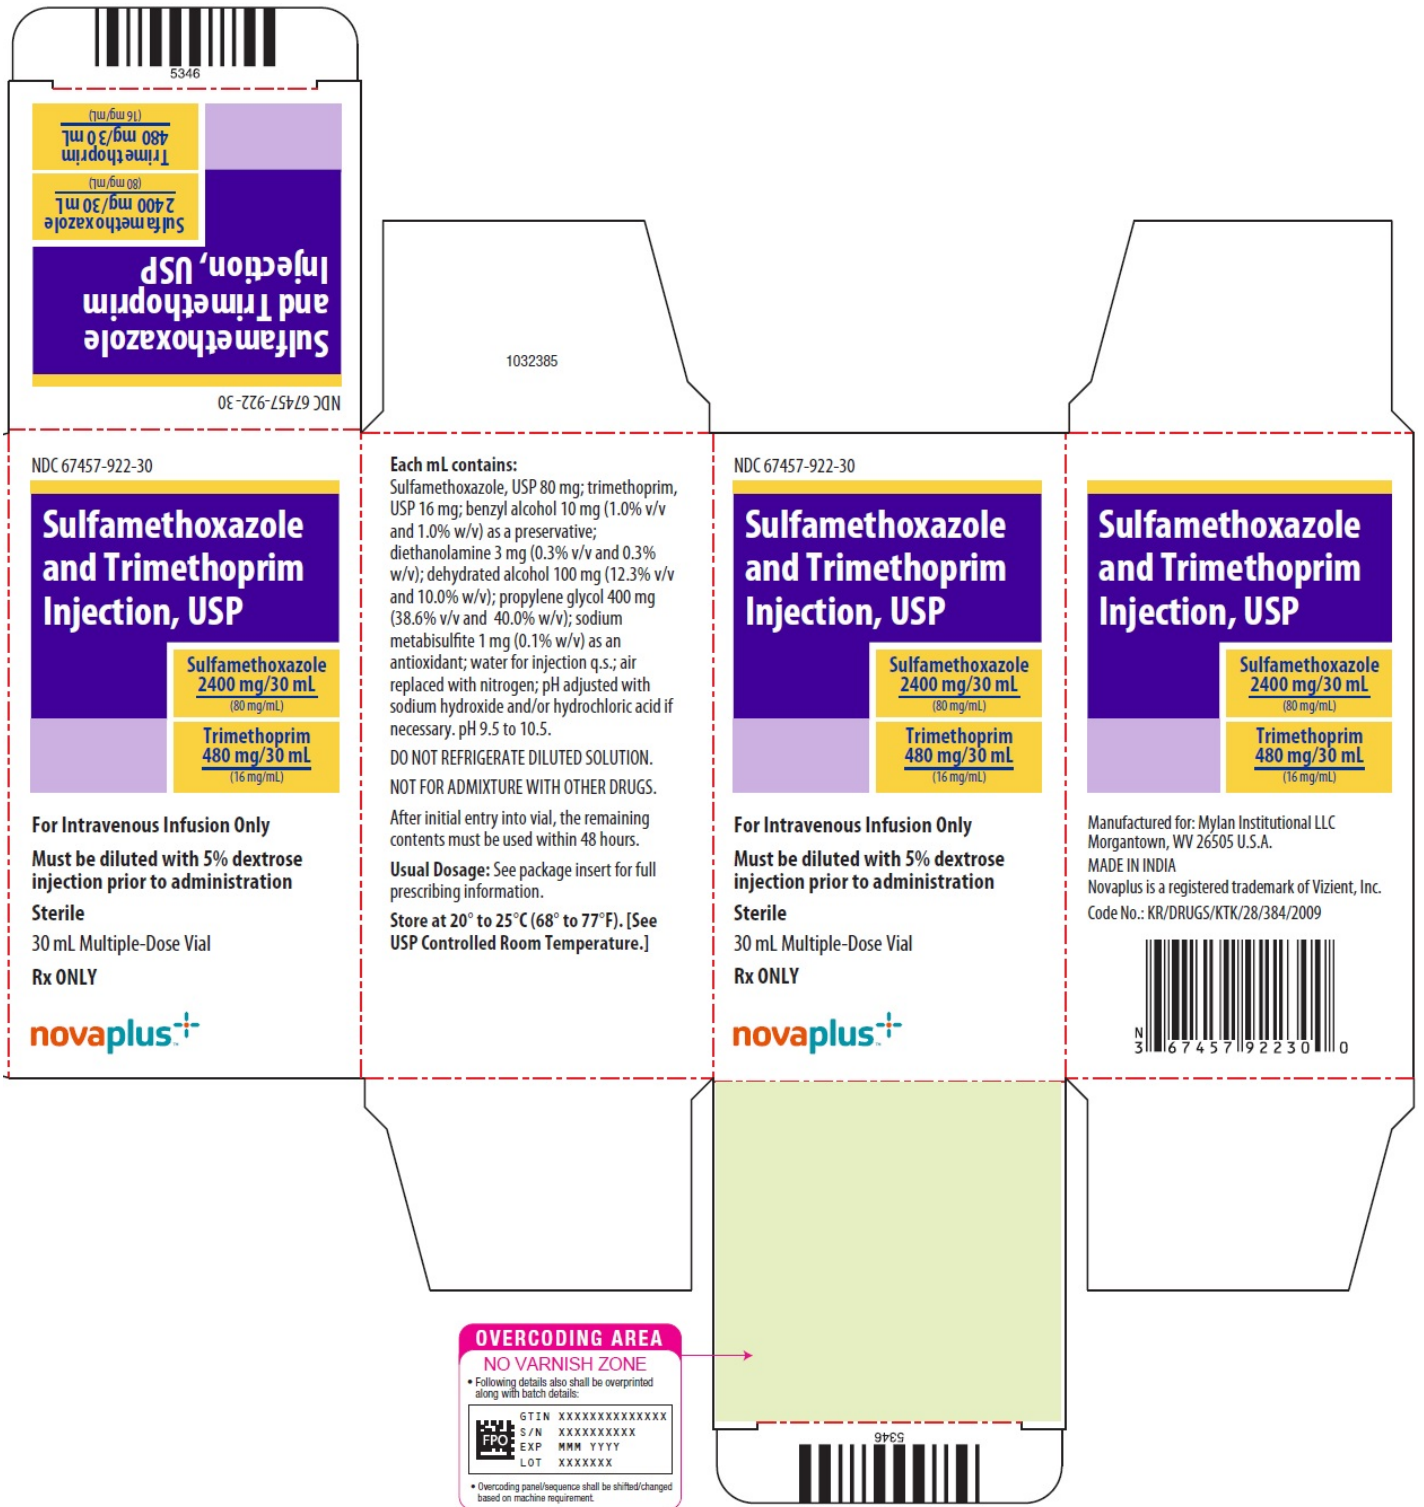 5346
NDC 67457-922-30
Sulfamethoxazole
and Trimethoprim
Injection, USP
Sulfamethoxazole
2400 mg/30 mL
(80 mg/mL)
Trimethoprim
480 mg/30 mL
(16 mg/mL)
1032385
NDC 67457-922-30
Sulfamethoxazole
and Trimethoprim
Injection, USP
Sulfamethoxazole
2400 mg/30 mL
(80 mg/mL)
Trimethoprim
480 mg/30 mL
(16 mg/mL)
For Intravenous Infusion Only
Must be diluted with 5% dextrose
injection prior to administration
Sterile
30 mL Multiple-Dose Vial
Rx ONLY
novaplus™
Each mL contains:
Sulfamethoxazole, USP 80 mg; trimethoprim,
USP 16 mg; benzyl alcohol 10 mg (1.0% v/v
and 1.0% w/v) as a preservative;
diethanolamine 3 mg (0.3% v/v and 0.3%
w/v); dehydrated alcohol 100 mg (12.3% v/v
and 10.0% w/v); propylene glycol 400 mg
(38.6% v/v and 40.0% w/v); sodium
metabisulfite 1 mg (0.1% w/v) as an
antioxidant; water for injection q.s.; air
replaced with nitrogen; pH adjusted with
sodium hydroxide and/or hydrochloric acid if
necessary. pH 9.5 to 10.5.
DO NOT REFRIGERATE DILUTED SOLUTION.
NOT FOR ADMIXTURE WITH OTHER DRUGS.
After initial entry into vial, the remaining
contents must be used within 48 hours.
Usual Dosage: See package insert for full
prescribing information.
Store at 20° to 25°C (68° to 77°F). [See
USP Controlled Room Temperature.]
NDC 67457-922-30
Sulfamethoxazole
and Trimethoprim
Injection, USP
Sulfamethoxazole
2400 mg/30 mL
(80 mg/mL)
Trimethoprim
480 mg/30 mL
(16 mg/mL)
For Intravenous Infusion Only
Must be diluted with 5% dextrose
injection prior to administration
Sterile
30 mL Multiple-Dose Vial
Rx ONLY
novaplus™
Sulfamethoxazole
and Trimethoprim
Injection, USP
Sulfamethoxazole
2400 mg/30 mL
(80 mg/mL)
Trimethoprim
480 mg/30 mL
(16 mg/mL)
Manufactured for: Mylan Institutional LLC
Morgantown, WV 26505 U.S.A.
MADE IN INDIA
Novaplus is a registered trademark of Vizient, Inc.
Code No.: KR/DRUGS/KTK/28/384/2009
N
3 67457 92230 0
OVERCODING AREA
NO VARNISH ZONE
• Following details also shall be overprinted
along with batch details:
FPO
GTIN XXXXXXXXXXXXXX
S/N XXXXXXXXXX
EXP MMM YYYY
LOT XXXXXXX
• Overcoding panel/sequence shall be shifted/changed
based on machine requirement.
5346